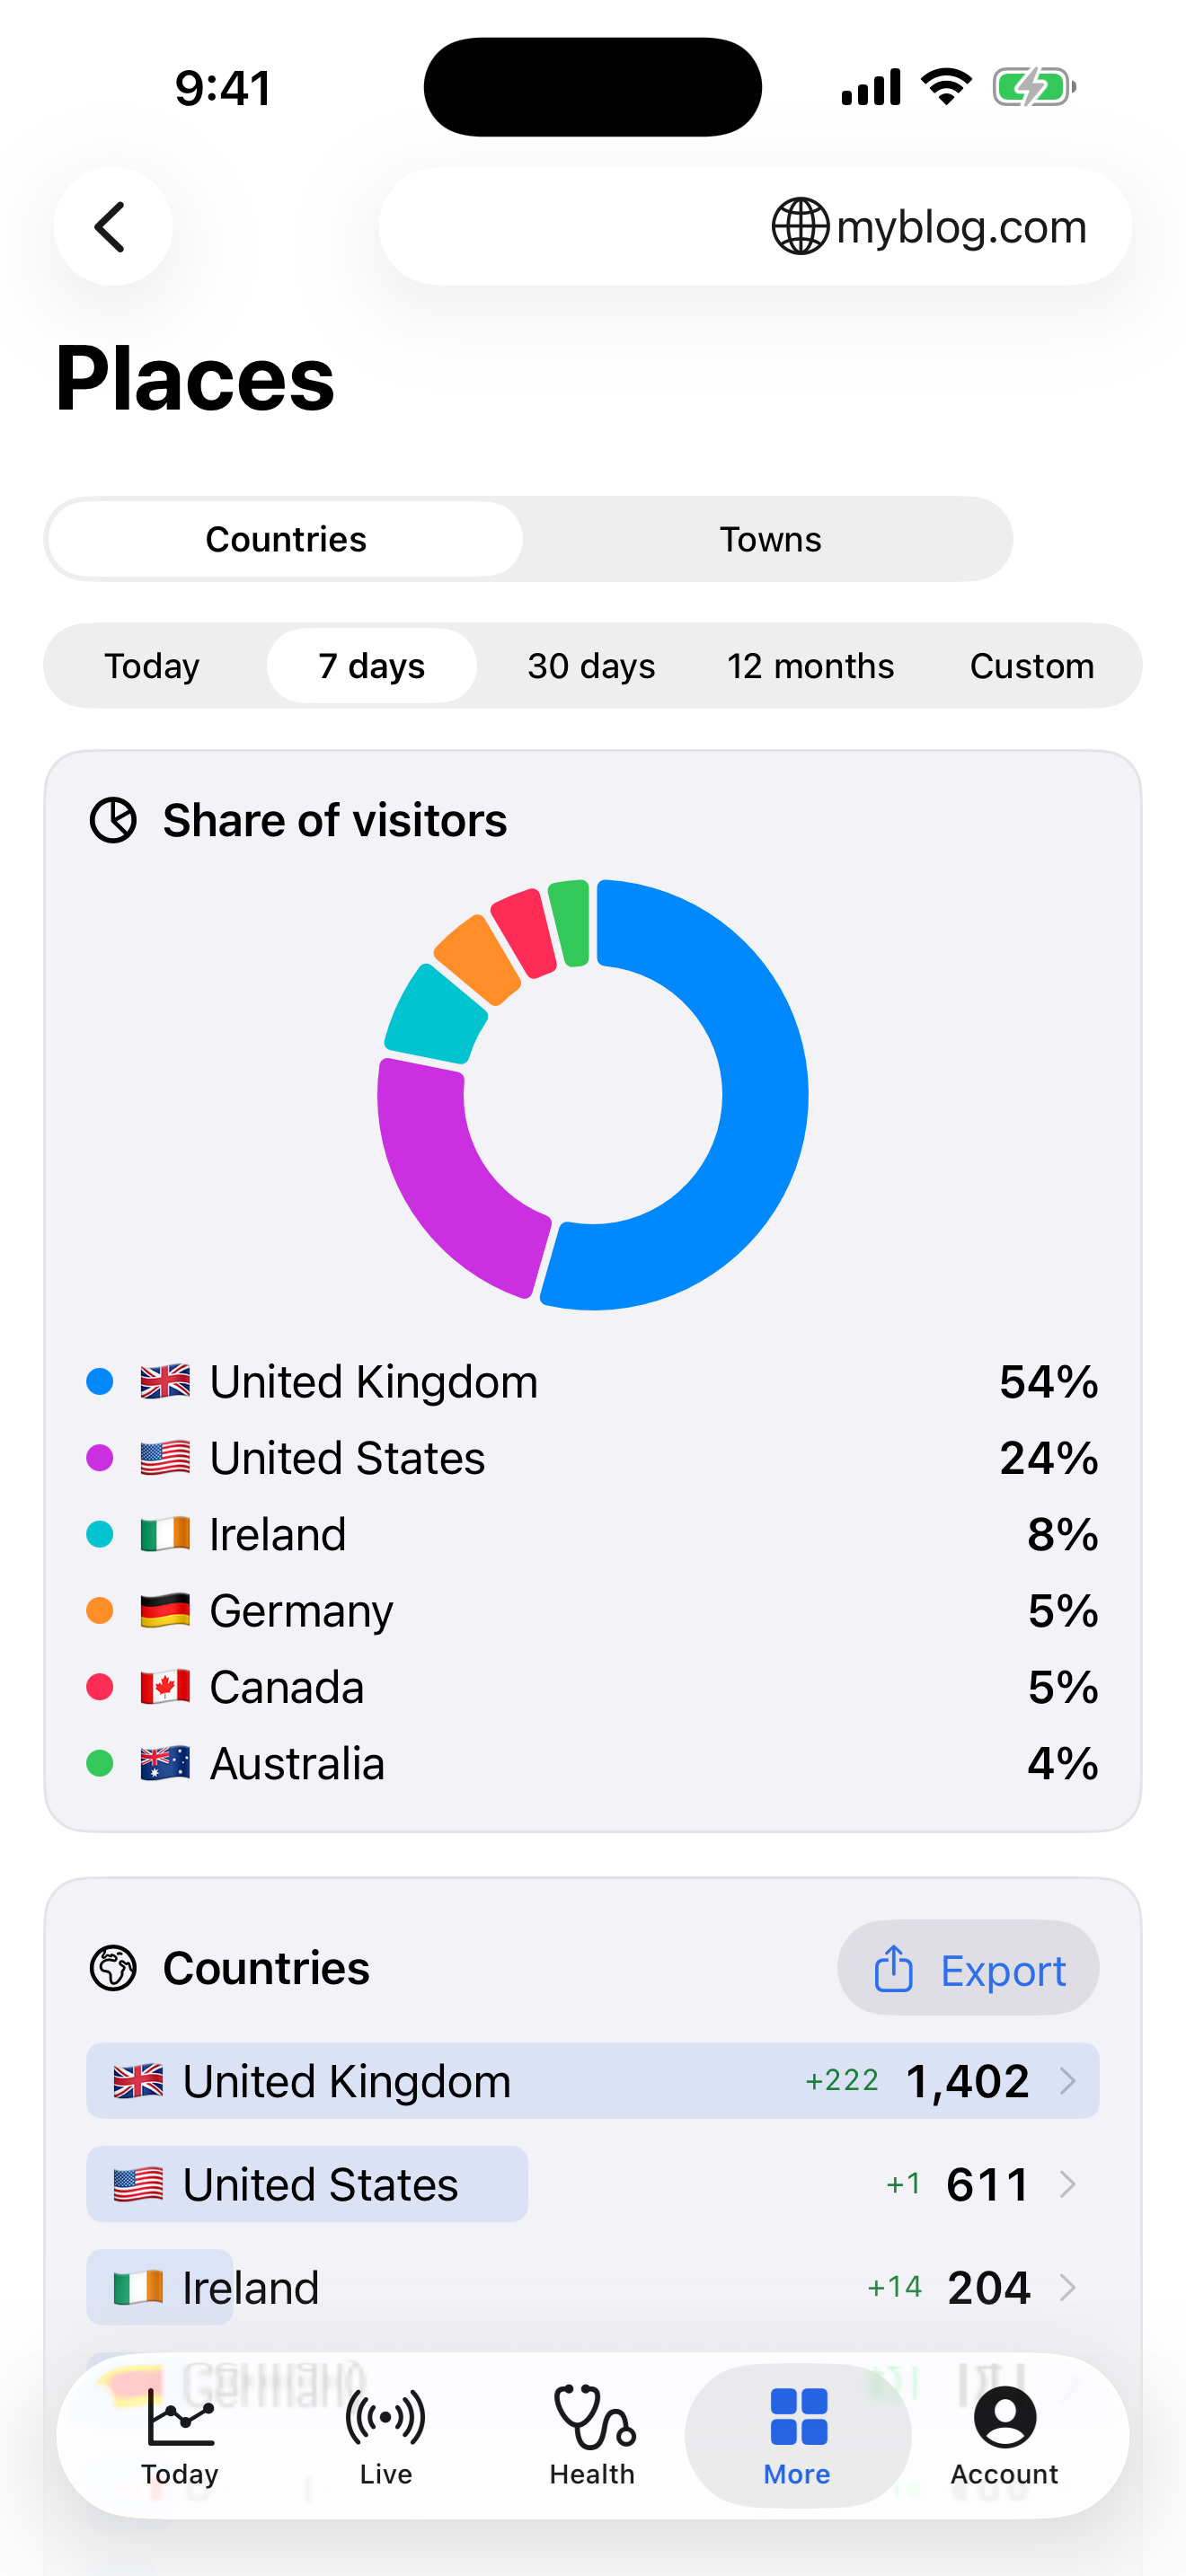 9:41
myblog.com
Places
Countries Towns
Today 7 days 30 days 12 months Custom
Share of visitors
United Kingdom 54%
United States 24%
Ireland 8%
Germany 5%
Canada 5%
Australia 4%
Countries Export
United Kingdom +222 1,402
United States +1 611
Ireland +14 204
Germany
Today Live Health More Account